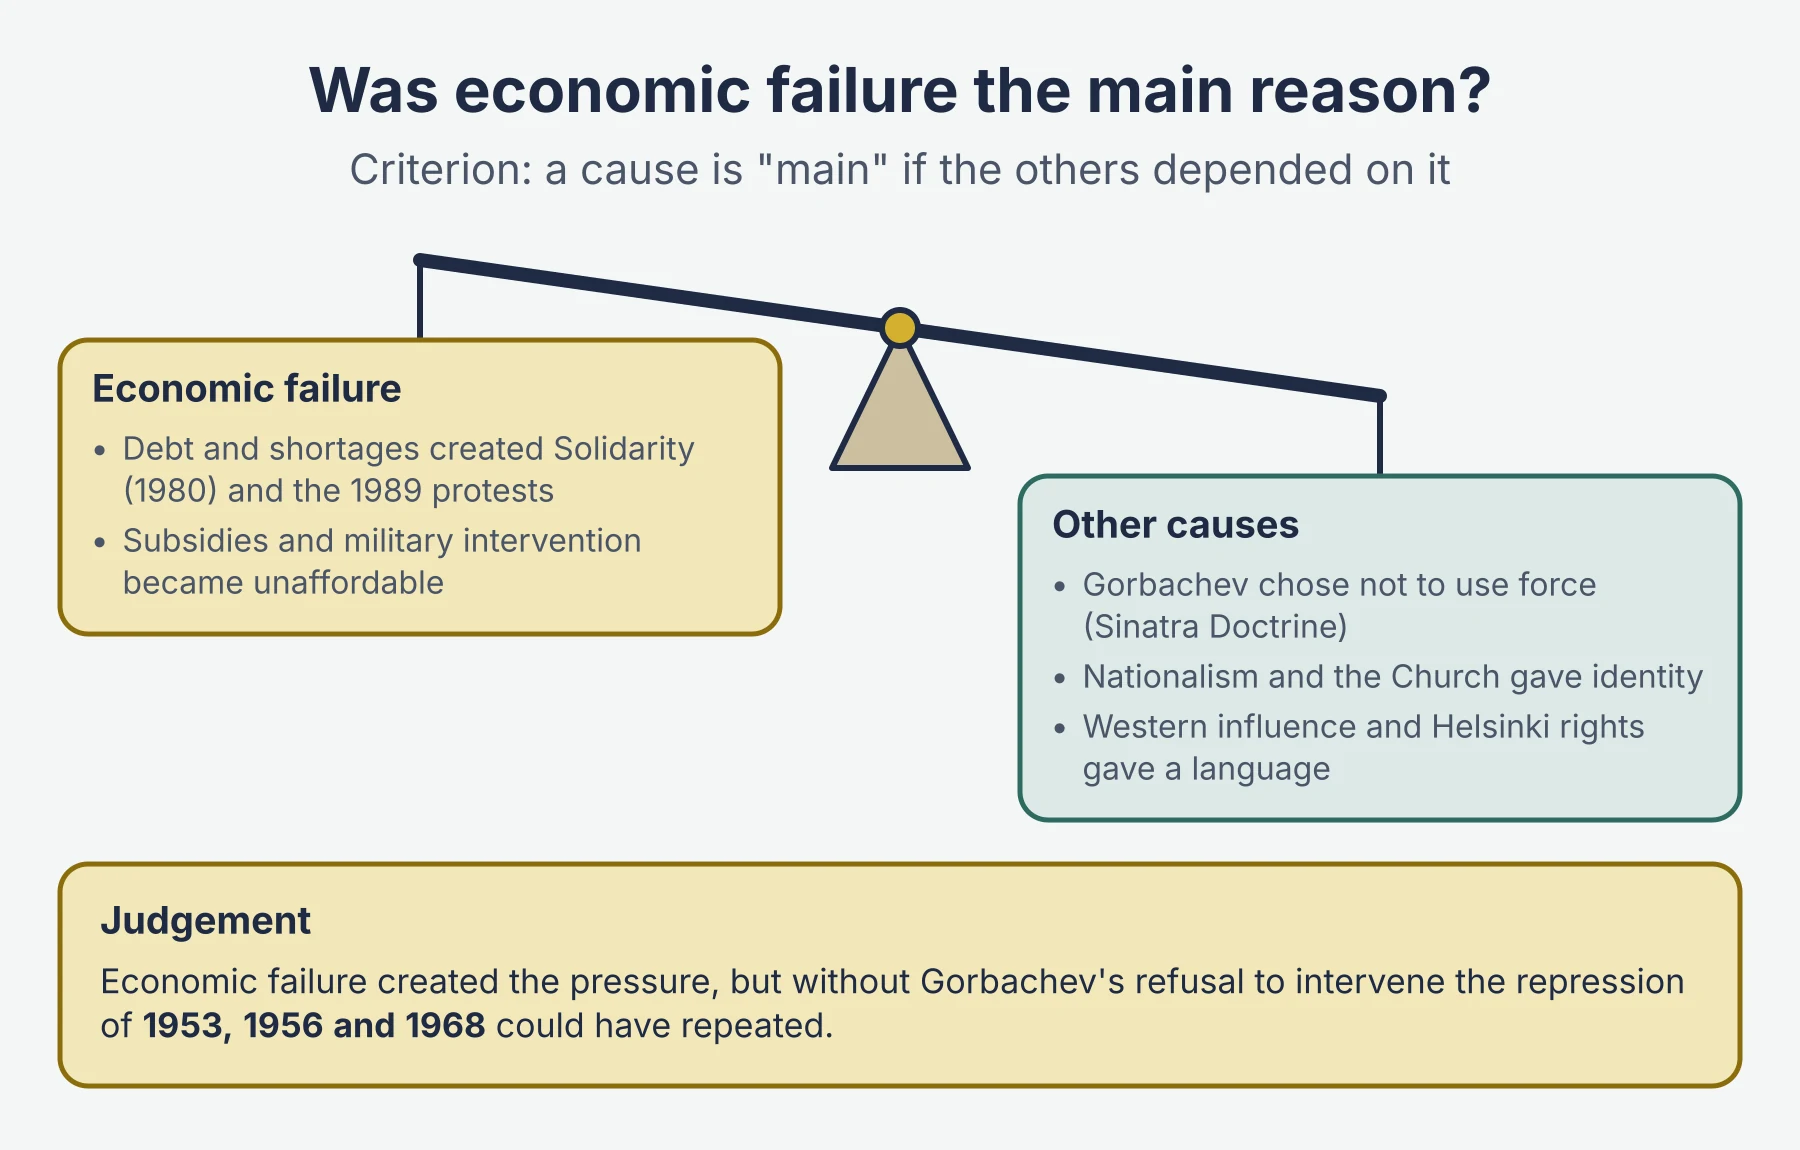 Was economic failure the main reason?
Criterion: a cause is "main" if the others depended on it
Economic failure
• Debt and shortages created Solidarity
(1980) and the 1989 protests
• Subsidies and military intervention
became unaffordable
Other causes
• Gorbachev chose not to use force
(Sinatra Doctrine)
• Nationalism and the Church gave identity
• Western influence and Helsinki rights
gave a language
Judgement
Economic failure created the pressure, but without Gorbachev's refusal to intervene the repression
of 1953, 1956 and 1968 could have repeated.